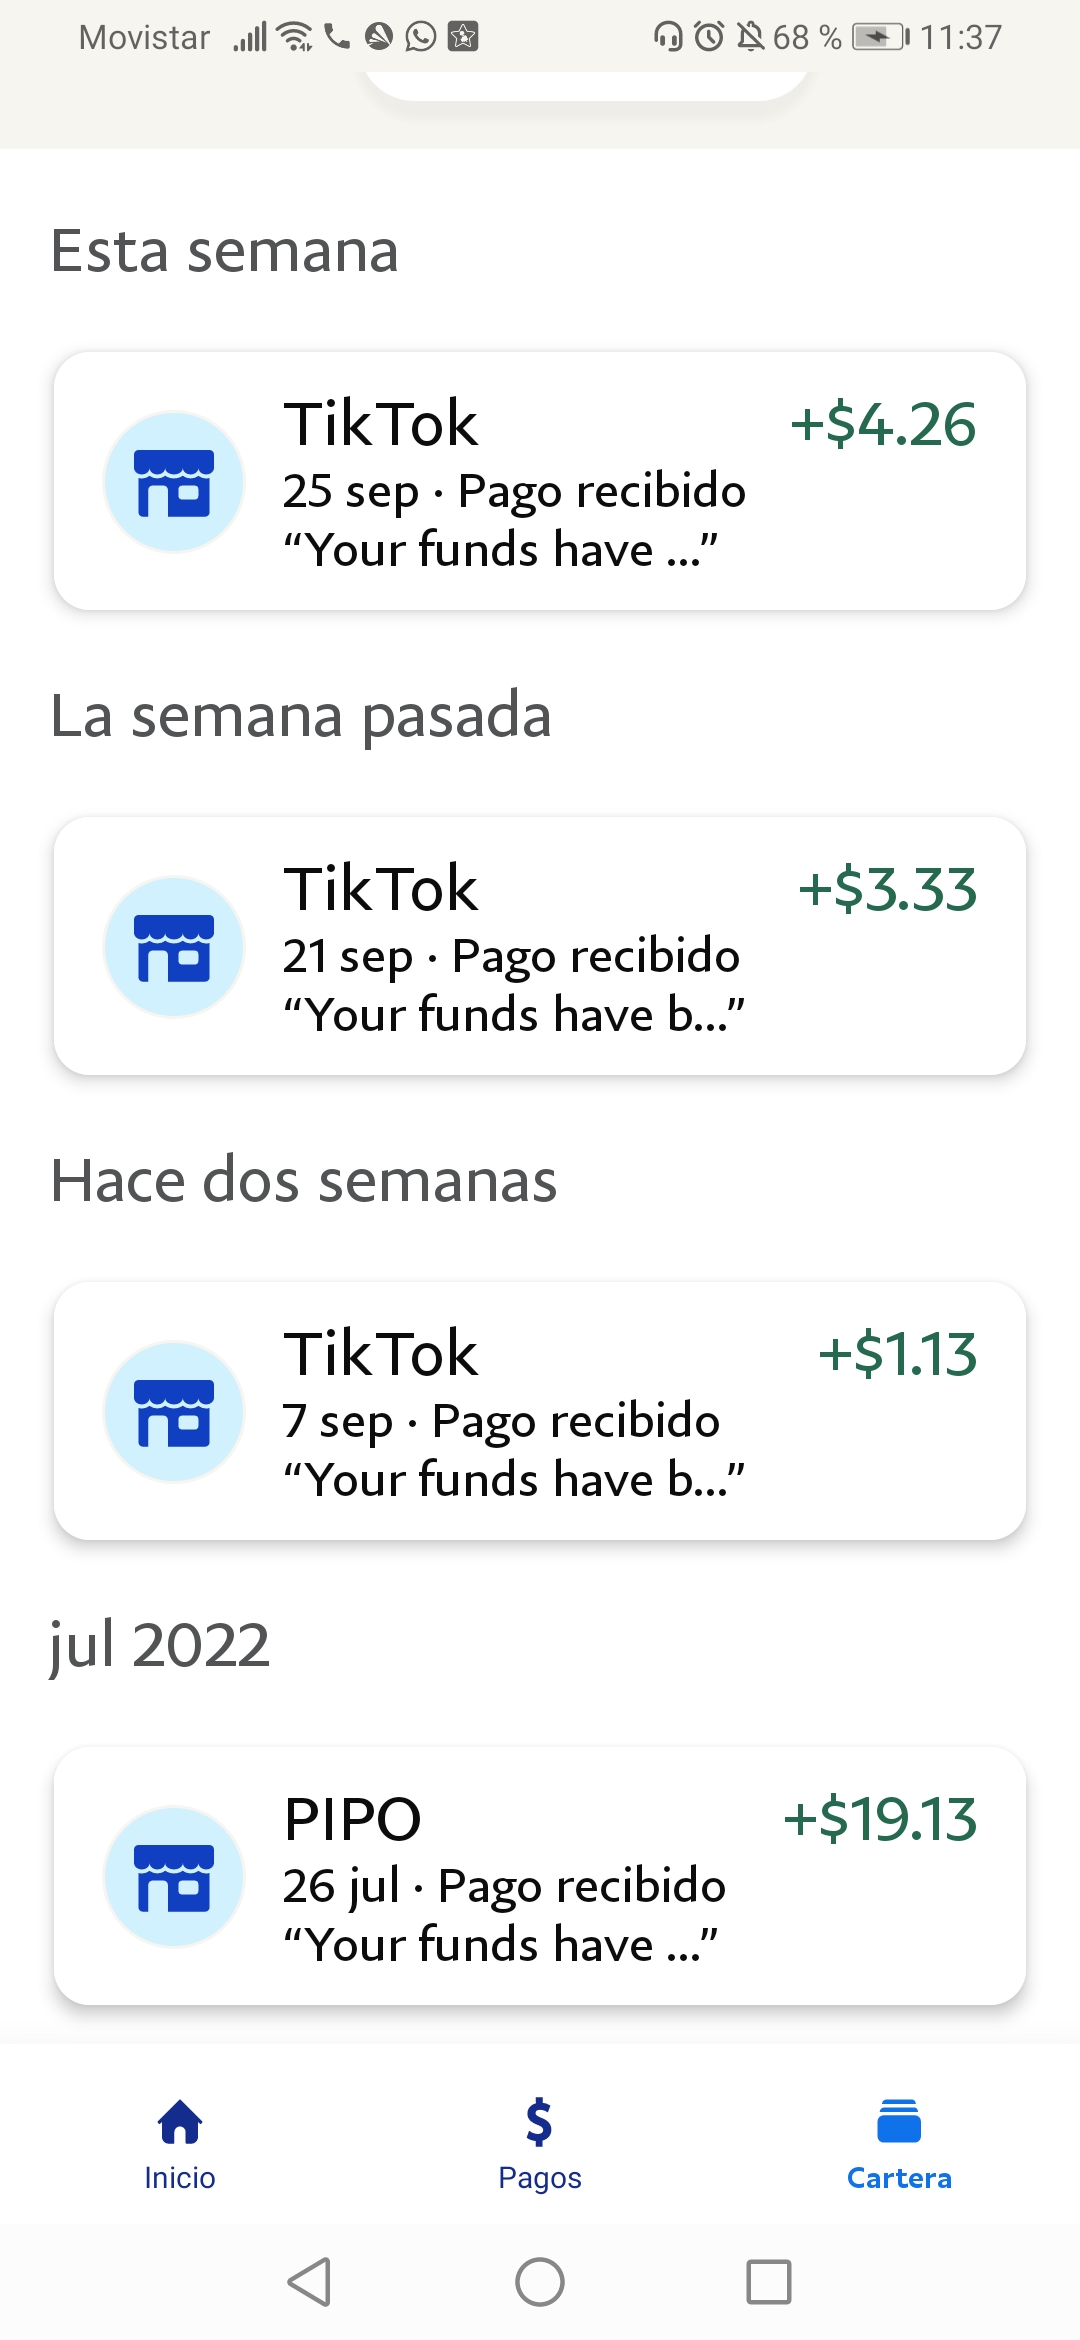 Movistar 68 % 11:37
Esta semana
TikTok +$4.26
25 sep · Pago recibido
“Your funds have ...”
La semana pasada
TikTok +$3.33
21 sep · Pago recibido
“Your funds have b...”
Hace dos semanas
TikTok +$1.13
7 sep · Pago recibido
“Your funds have b...”
jul 2022
PIPO +$19.13
26 jul · Pago recibido
“Your funds have ...”
Inicio Pagos Cartera